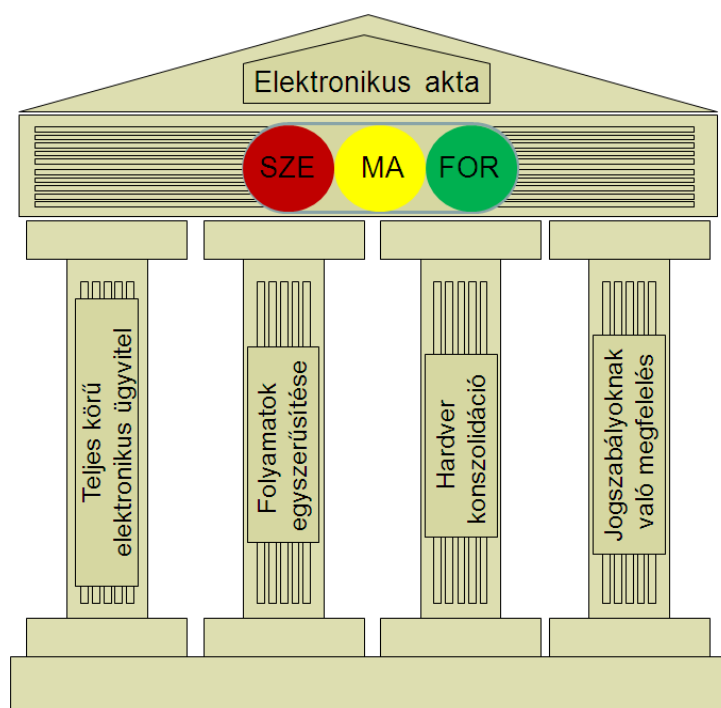 Elektronikus akta
SZE
MA
FOR
Teljes körű
elektronikus ügyvitel
Folyamatok
egyszerűsítése
Hardver
konszolidáció
Jogszabályoknak
való megfelelés